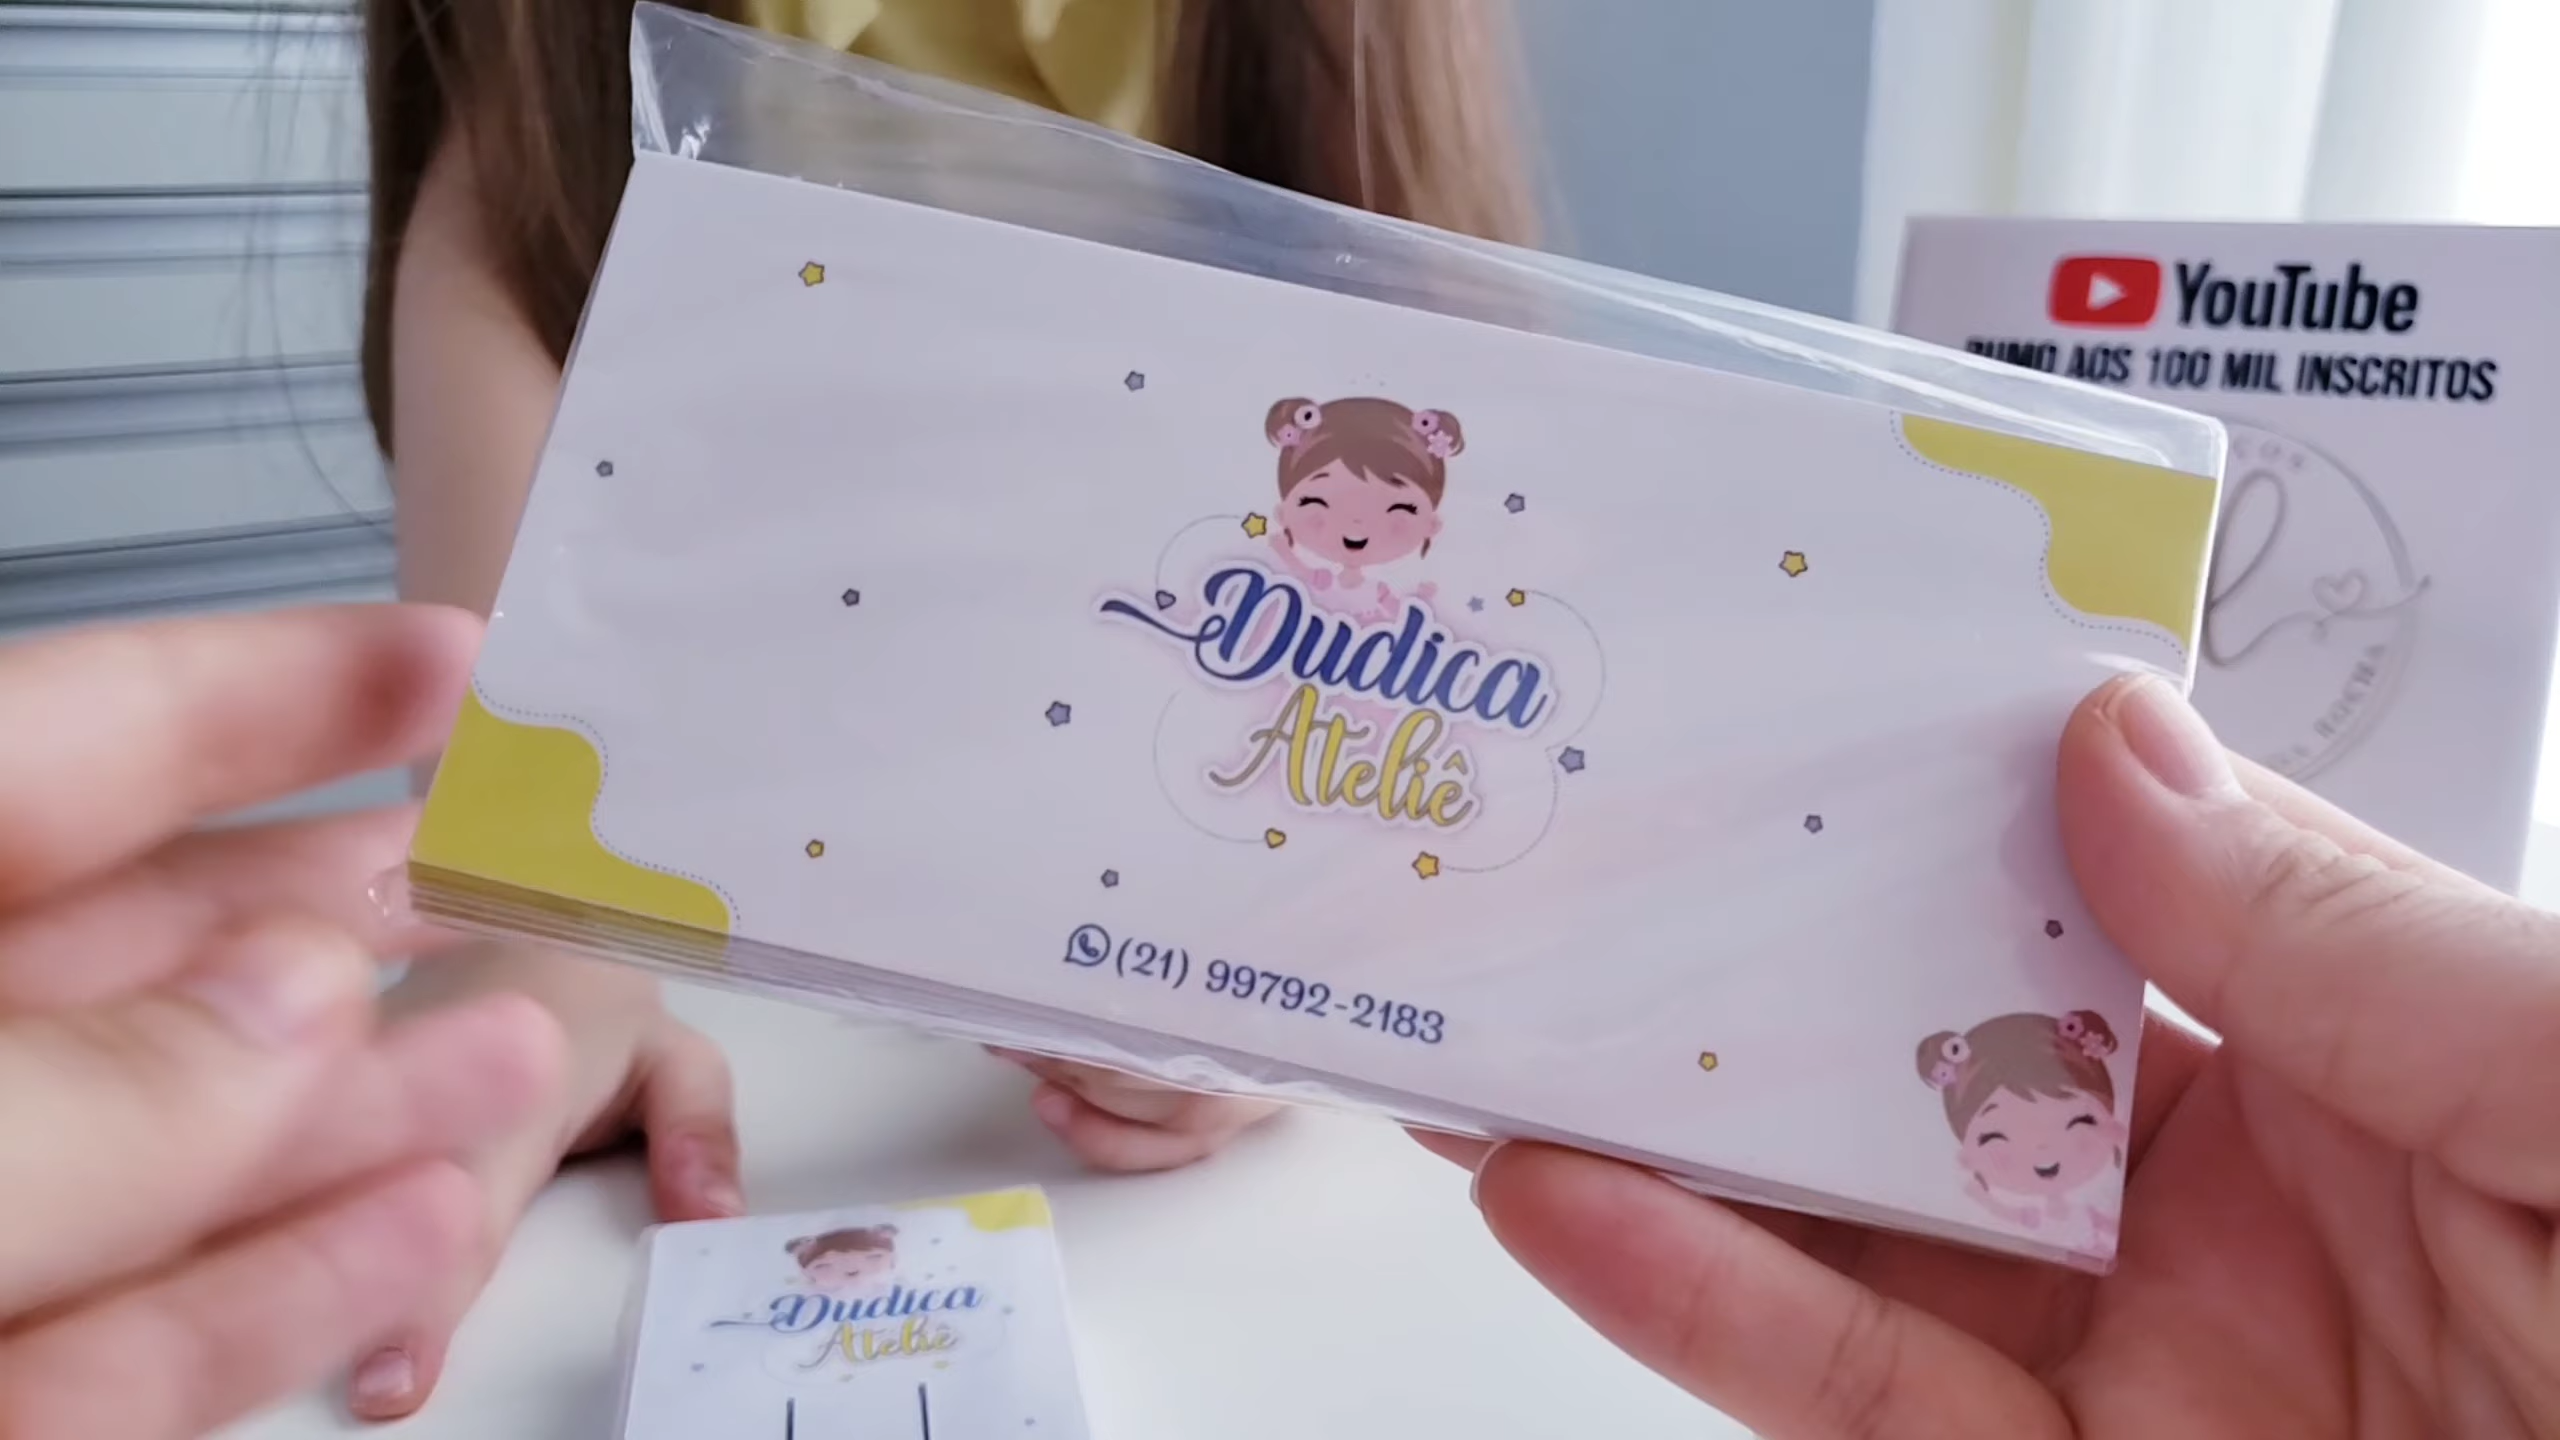 YouTube
RUMO AOS 100 MIL INSCRITOS
Dudica
Ateliê
(21) 99792-2183
Dudica
Ateliê